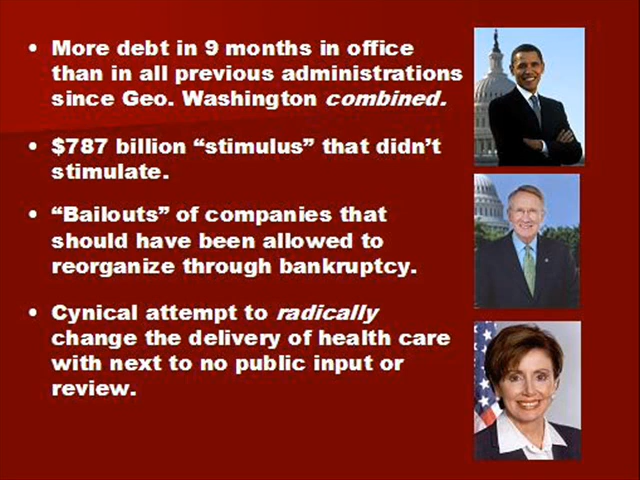 • More debt in 9 months in office
than in all previous administrations
since Geo. Washington combined.
• $787 billion “stimulus” that didn’t
stimulate.
• “Bailouts” of companies that
should have been allowed to
reorganize through bankruptcy.
• Cynical attempt to radically
change the delivery of health care
with next to no public input or
review.